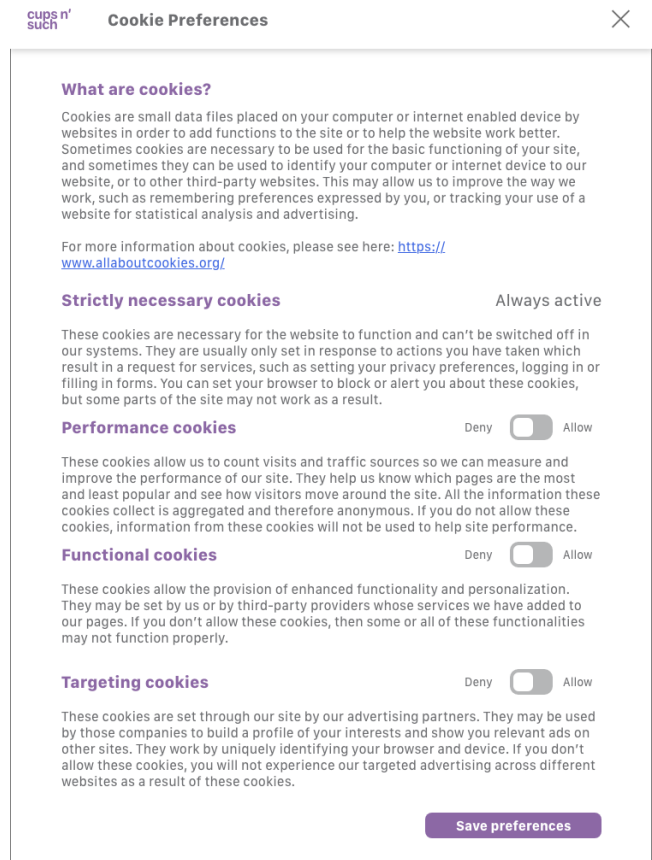 cups n'
such
Cookie Preferences
What are cookies?
Cookies are small data files placed on your computer or internet enabled device by
websites in order to add functions to the site or to help the website work better.
Sometimes cookies are necessary to be used for the basic functioning of your site,
and sometimes they can be used to identify your computer or internet device to our
website, or to other third-party websites. This may allow us to improve the way we
work, such as remembering preferences expressed by you, or tracking your use of a
website for statistical analysis and advertising.
For more information about cookies, please see here: https://
www.allaboutcookies.org/
Strictly necessary cookies Always active
These cookies are necessary for the website to function and can't be switched off in
our systems. They are usually only set in response to actions you have taken which
result in a request for services, such as setting your privacy preferences, logging in or
filling in forms. You can set your browser to block or alert you about these cookies,
but some parts of the site may not work as a result.
Performance cookies Deny Allow
These cookies allow us to count visits and traffic sources so we can measure and
improve the performance of our site. They help us know which pages are the most
and least popular and see how visitors move around the site. All the information these
cookies collect is aggregated and therefore anonymous. If you do not allow these
cookies, information from these cookies will not be used to help site performance.
Functional cookies Deny Allow
These cookies allow the provision of enhanced functionality and personalization.
They may be set by us or by third-party providers whose services we have added to
our pages. If you don't allow these cookies, then some or all of these functionalities
may not function properly.
Targeting cookies Deny Allow
These cookies are set through our site by our advertising partners. They may be used
by those companies to build a profile of your interests and show you relevant ads on
other sites. They work by uniquely identifying your browser and device. If you don't
allow these cookies, you will not experience our targeted advertising across different
websites as a result of these cookies.
Save preferences